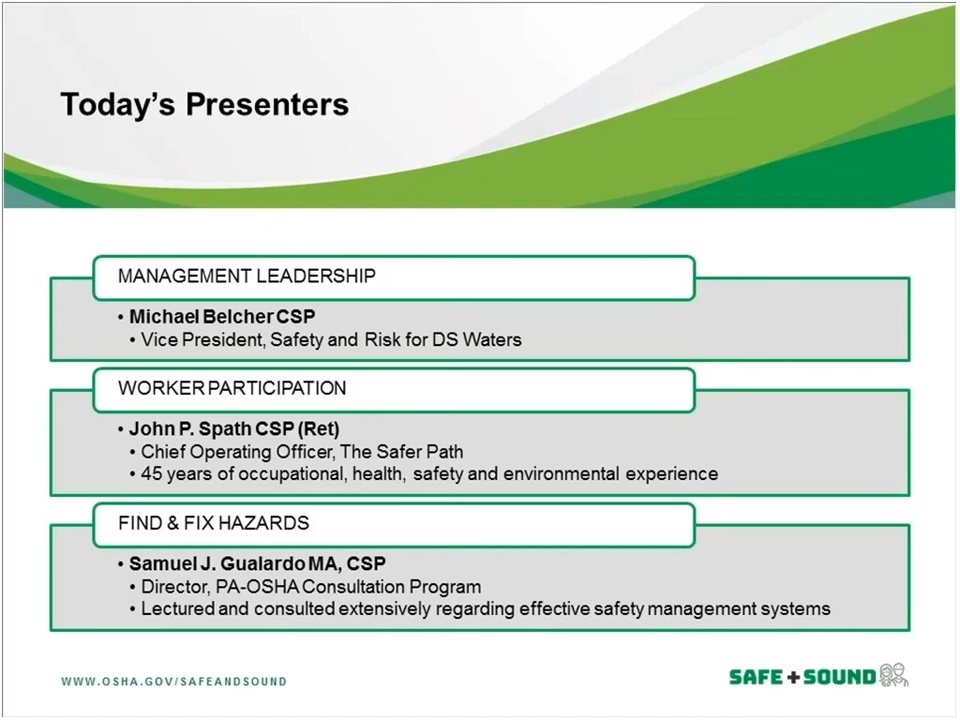 Today’s Presenters
MANAGEMENT LEADERSHIP
• Michael Belcher CSP
• Vice President, Safety and Risk for DS Waters
WORKER PARTICIPATION
• John P. Spath CSP (Ret)
• Chief Operating Officer, The Safer Path
• 45 years of occupational, health, safety and environmental experience
FIND & FIX HAZARDS
• Samuel J. Gualardo MA, CSP
• Director, PA-OSHA Consultation Program
• Lectured and consulted extensively regarding effective safety management systems
WWW.OSHA.GOV/SAFEANDSOUND
SAFE + SOUND